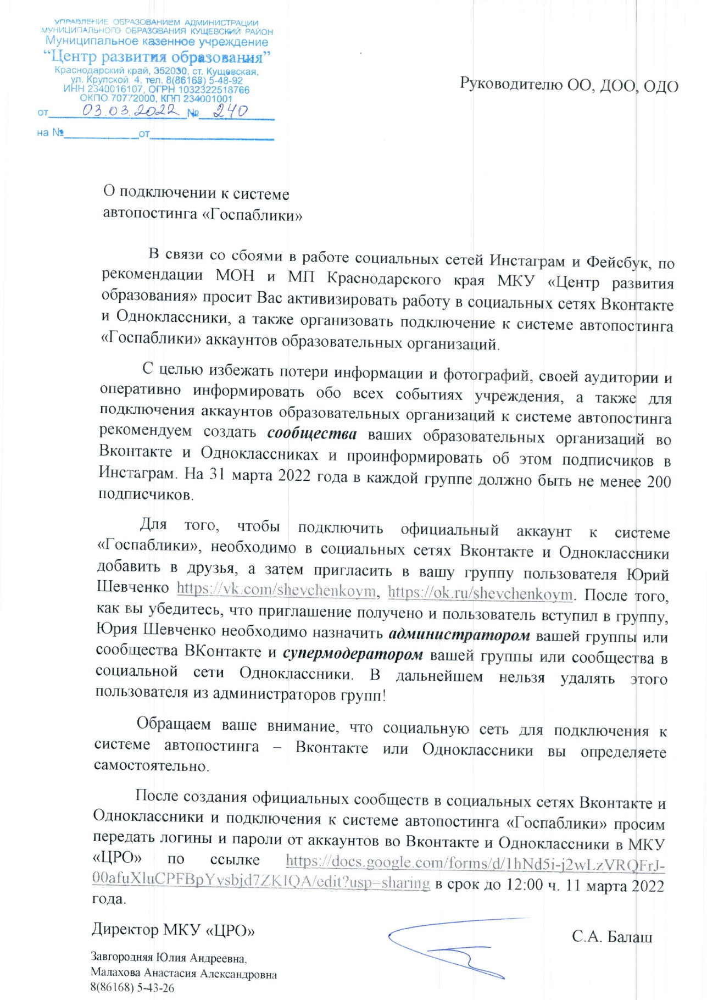 УПРАВЛЕНИЕ ОБРАЗОВАНИЕМ АДМИНИСТРАЦИИ
МУНИЦИПАЛЬНОГО ОБРАЗОВАНИЯ КУЩЕВСКИЙ РАЙОН
Муниципальное казенное учреждение
“Центр развития образования”
Краснодарский край, 352030, ст. Кущевская,
ул. Крупской 4, тел. 8(86168) 5-48-92
ИНН 2340016107, ОГРН 1032322518766
ОКПО 70772000, КПП 234001001
от 03.03.2022 № 240
на № от
Руководителю ОО, ДОО, ОДО
О подключении к системе
автопостинга «Госпаблики»
В связи со сбоями в работе социальных сетей Инстаграм и Фейсбук, по
рекомендации МОН и МП Краснодарского края МКУ «Центр развития
образования» просит Вас активизировать работу в социальных сетях Вконтакте
и Одноклассники, а также организовать подключение к системе автопостинга
«Госпаблики» аккаунтов образовательных организаций.
С целью избежать потери информации и фотографий, своей аудитории и
оперативно информировать обо всех событиях учреждения, а также для
подключения аккаунтов образовательных организаций к системе автопостинга
рекомендуем создать сообщества ваших образовательных организаций во
Вконтакте и Одноклассниках и проинформировать об этом подписчиков в
Инстаграм. На 31 марта 2022 года в каждой группе должно быть не менее 200
подписчиков.
Для того, чтобы подключить официальный аккаунт к системе
«Госпаблики», необходимо в социальных сетях Вконтакте и Одноклассники
добавить в друзья, а затем пригласить в вашу группу пользователя Юрий
Шевченко https://vk.com/shevchenkoym, https://ok.ru/shevchenkoym. После того,
как вы убедитесь, что приглашение получено и пользователь вступил в группу,
Юрия Шевченко необходимо назначить администратором вашей группы или
сообщества ВКонтакте и супермодератором вашей группы или сообщества в
социальной сети Одноклассники. В дальнейшем нельзя удалять этого
пользователя из администраторов групп!
Обращаем ваше внимание, что социальную сеть для подключения к
системе автопостинга – Вконтакте или Одноклассники вы определяете
самостоятельно.
После создания официальных сообществ в социальных сетях Вконтакте и
Одноклассники и подключения к системе автопостинга «Госпаблики» просим
передать логины и пароли от аккаунтов во Вконтакте и Одноклассники в МКУ
«ЦРО» по ссылке https://docs.google.com/forms/d/1hNd5i-j2wLzVRQFrJ-
00afuXluCPFBpYvsbjd7ZKIQA/edit?usp=sharing в срок до 12:00 ч. 11 марта 2022
года.
Директор МКУ «ЦРО» С.А. Балаш
Завгородняя Юлия Андреевна,
Малахова Анастасия Александровна
8(86168) 5-43-26